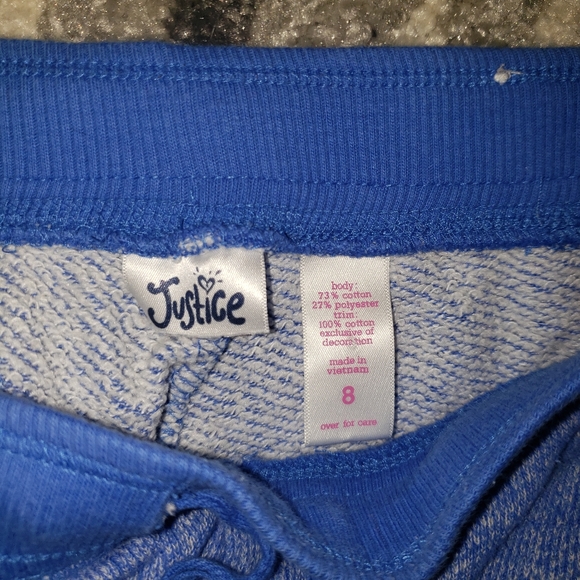 Justice
body:
73% cotton
27% polyester
trim:
100% cotton
exclusive of
decoration
made in
vietnam
8
over for care